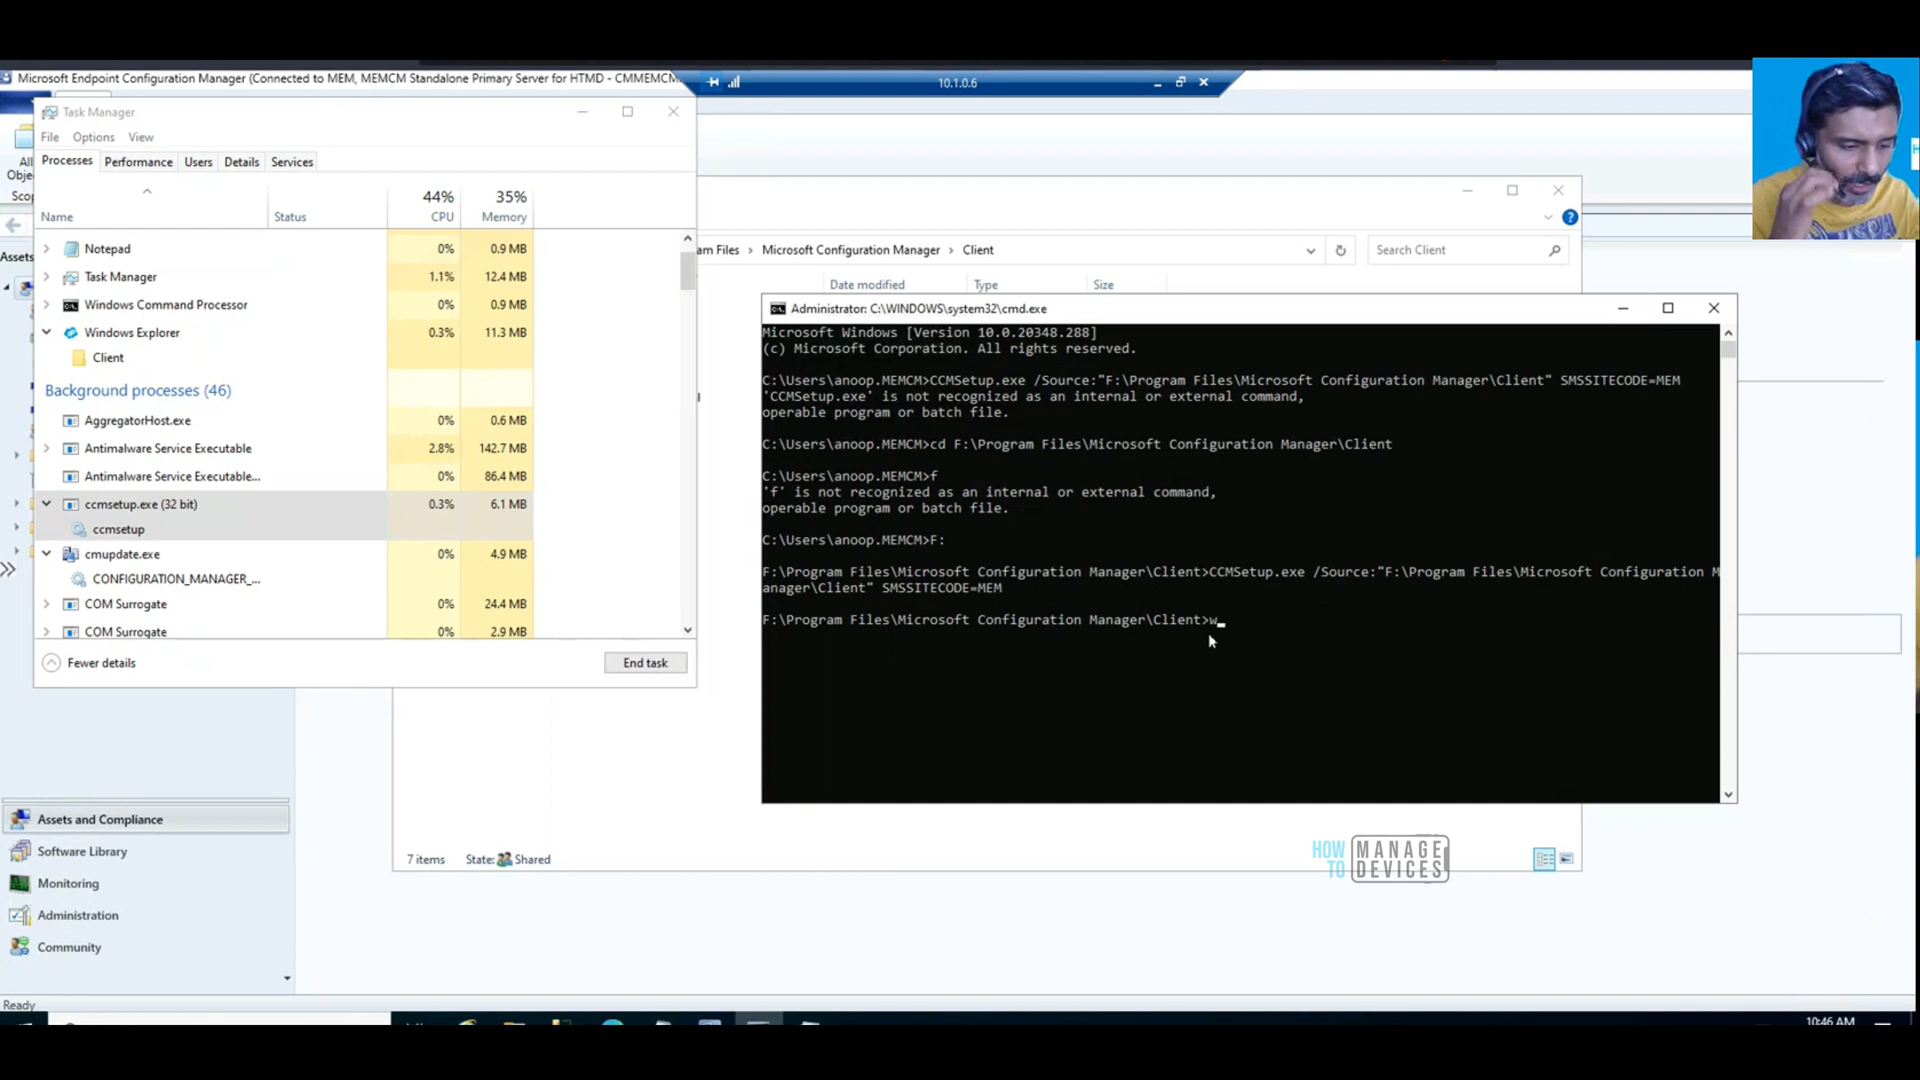 Microsoft Endpoint Configuration Manager (Connected to MEM, MEMCM Standalone Primary Server for HTMD - CMMEMCM
10.1.0.6
Task Manager
File Options View
All
Obje
Processes Performance Users Details Services
Sco
44% 35%
Name Status CPU Memory
Assets
Notepad 0% 0.9 MB
Task Manager 1.1% 12.4 MB
Windows Command Processor 0% 0.9 MB
Windows Explorer 0.3% 11.3 MB
Client
Background processes (46)
AggregatorHost.exe 0% 0.6 MB
Antimalware Service Executable 2.8% 142.7 MB
Antimalware Service Executable... 0% 86.4 MB
ccmsetup.exe (32 bit) 0.3% 6.1 MB
ccmsetup
cmupdate.exe 0% 4.9 MB
CONFIGURATION_MANAGER_...
COM Surrogate 0% 24.4 MB
COM Surrogate 0% 2.9 MB
Fewer details End task
am Files > Microsoft Configuration Manager > Client Search Client
Date modified Type Size
Administrator: C:\WINDOWS\system32\cmd.exe
Microsoft Windows [Version 10.0.20348.288]
(c) Microsoft Corporation. All rights reserved.
C:\Users\anoop.MEMCM>CCMSetup.exe /Source:"F:\Program Files\Microsoft Configuration Manager\Client" SMSSITECODE=MEM
'CCMSetup.exe' is not recognized as an internal or external command,
operable program or batch file.
C:\Users\anoop.MEMCM>cd F:\Program Files\Microsoft Configuration Manager\Client
C:\Users\anoop.MEMCM>f
'f' is not recognized as an internal or external command,
operable program or batch file.
C:\Users\anoop.MEMCM>F:
F:\Program Files\Microsoft Configuration Manager\Client>CCMSetup.exe /Source:"F:\Program Files\Microsoft Configuration M
anager\Client" SMSSITECODE=MEM
F:\Program Files\Microsoft Configuration Manager\Client>w_
Assets and Compliance
Software Library
Monitoring
Administration
Community
7 items State: Shared
HOW TO MANAGE DEVICES
Ready
10:46 AM